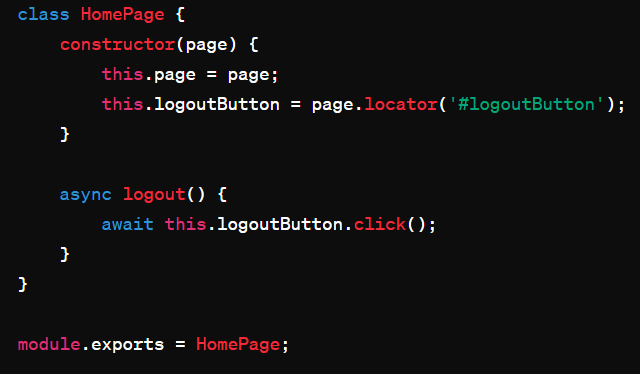 class HomePage {
    constructor(page) {
        this.page = page;
        this.logoutButton = page.locator('#logoutButton');
    }

    async logout() {
        await this.logoutButton.click();
    }
}

module.exports = HomePage;